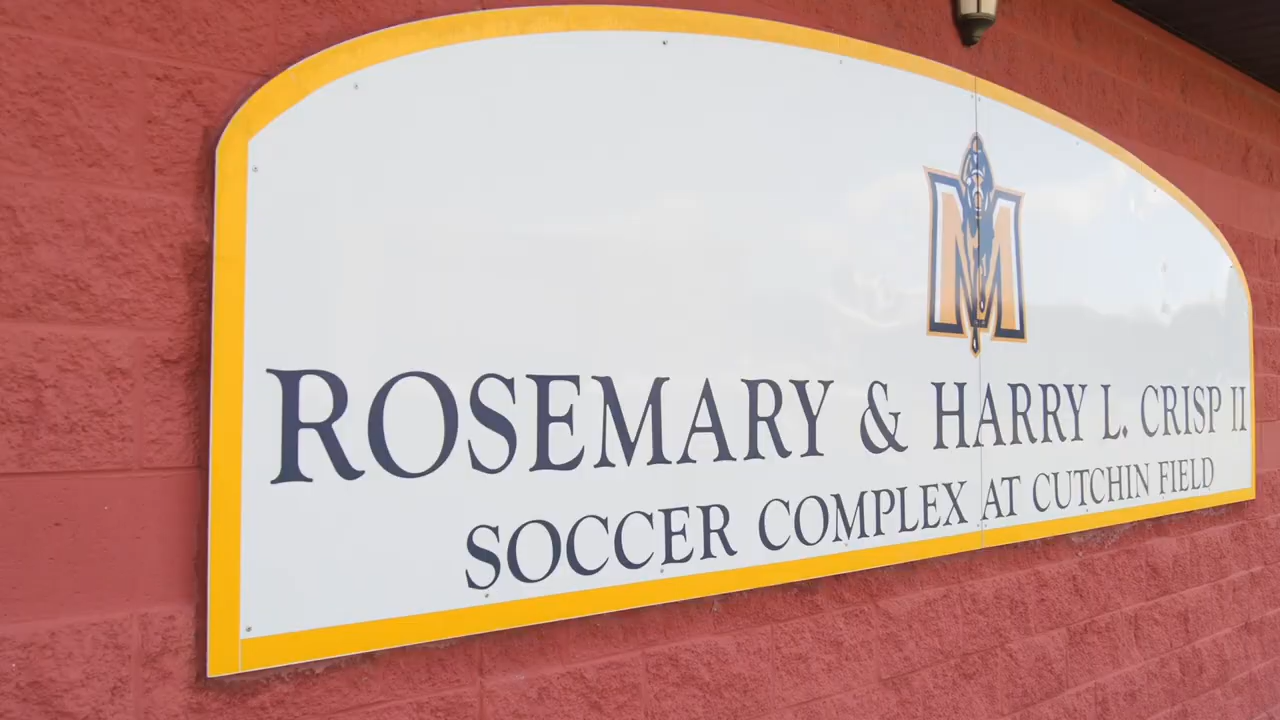 M
ROSEMARY & HARRY L. CRISP II
SOCCER COMPLEX AT CUTCHIN FIELD